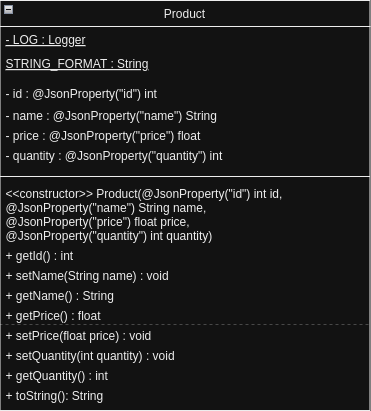 Product
- LOG : Logger
STRING_FORMAT : String
- id : @JsonProperty("id") int
- name : @JsonProperty("name") String
- price : @JsonProperty("price") float
- quantity : @JsonProperty("quantity") int
<<constructor>> Product(@JsonProperty("id") int id,
@JsonProperty("name") String name,
@JsonProperty("price") float price,
@JsonProperty("quantity") int quantity)
+ getId() : int
+ setName(String name) : void
+ getName() : String
+ getPrice() : float
+ setPrice(float price) : void
+ setQuantity(int quantity) : void
+ getQuantity() : int
+ toString(): String